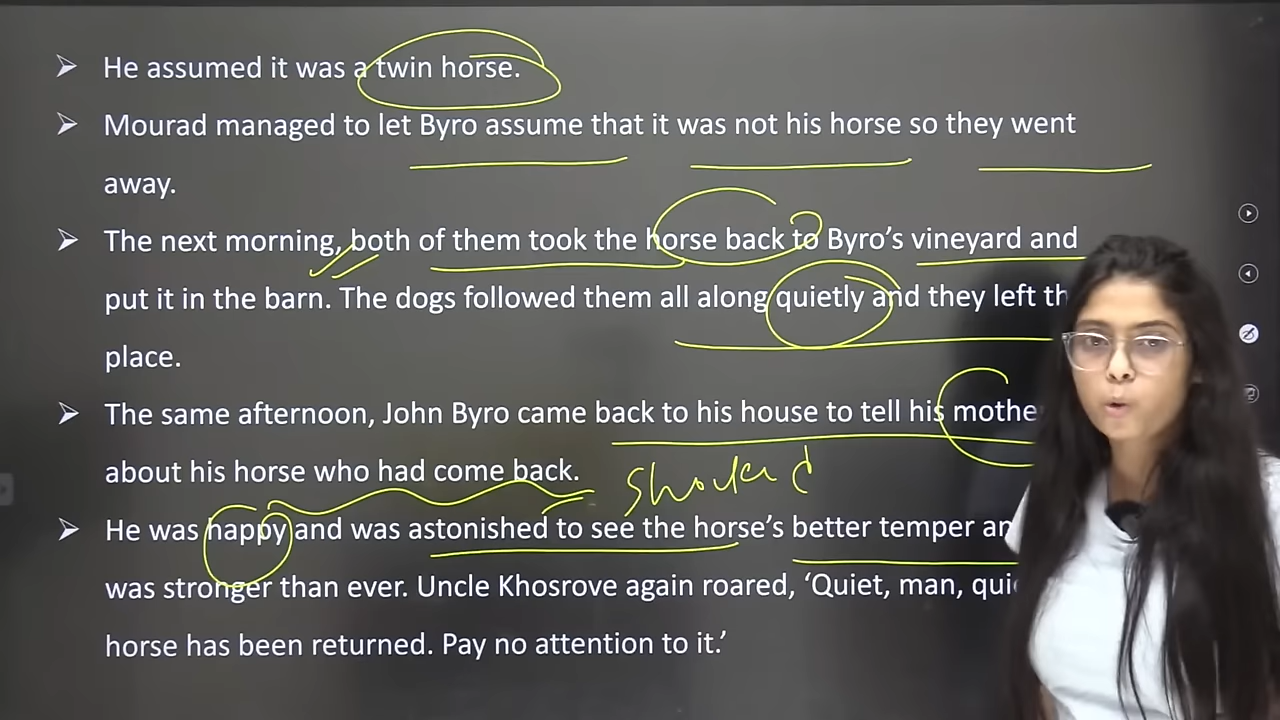 ➢ He assumed it was a twin horse.
➢ Mourad managed to let Byro assume that it was not his horse so they went
away.
➢ The next morning, both of them took the horse back to Byro’s vineyard and
put it in the barn. The dogs followed them all along quietly and they left th
place.
➢ The same afternoon, John Byro came back to his house to tell his mothe
about his horse who had come back.
Shocked
➢ He was happy and was astonished to see the horse’s better temper an
was stronger than ever. Uncle Khosrove again roared, ‘Quiet, man, quie
horse has been returned. Pay no attention to it.’